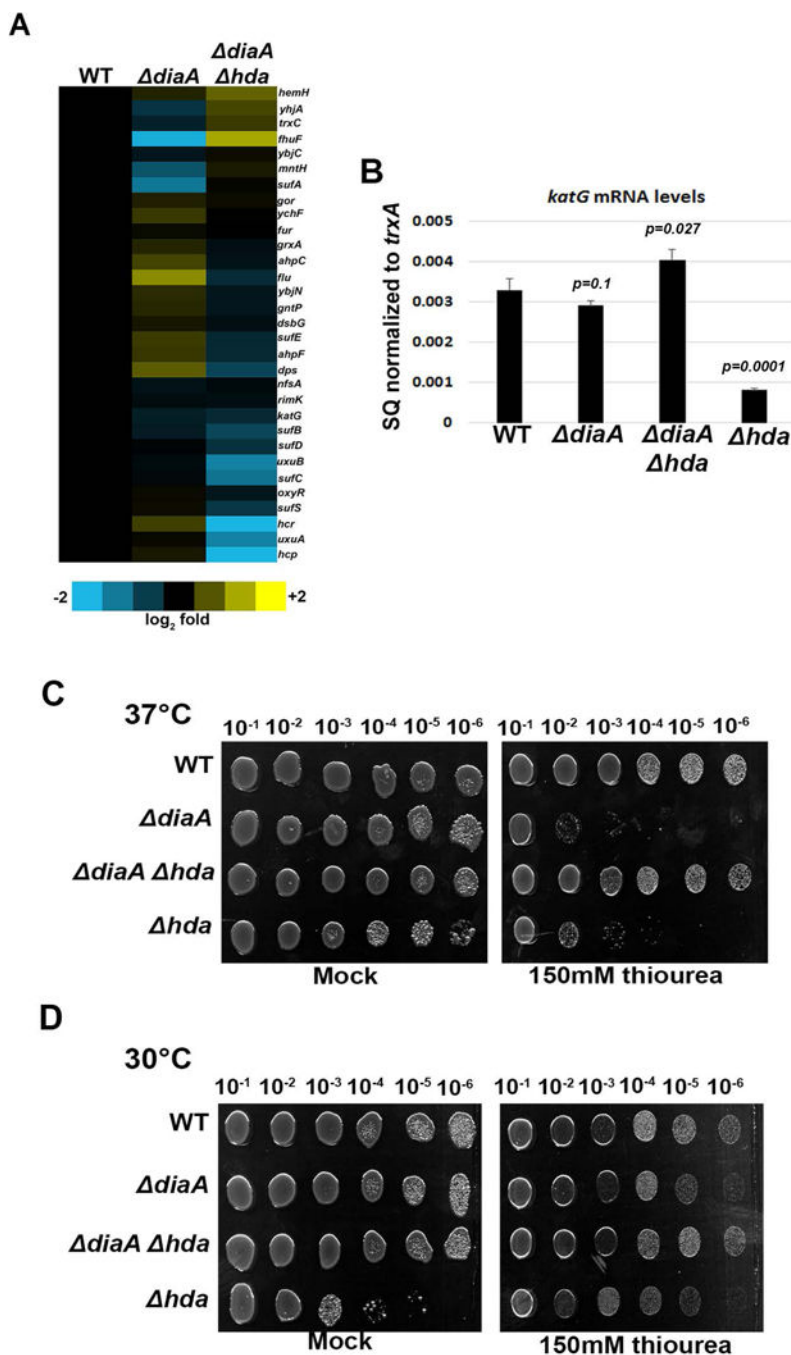 A
WT ΔdiaA ΔdiaA Δhda
hemH
yhjA
trxC
fhuF
ybjC
mntH
sufA
gor
ychF
fur
grxA
ahpC
flu
ybjN
gntP
dsbG
sufE
ahpF
dps
nfsA
rimK
katG
sufB
sufD
uxuB
sufC
oxyR
sufS
hcr
uxuA
hcp
-2 +2
log2 fold
B
katG mRNA levels
SQ normalized to trxA
0.005
0.004
0.003
0.002
0.001
0
p=0.1
p=0.027
p=0.0001
WT ΔdiaA ΔdiaA Δhda Δhda
C
37°C
10-1 10-2 10-3 10-4 10-5 10-6 10-1 10-2 10-3 10-4 10-5 10-6
WT
ΔdiaA
ΔdiaA Δhda
Δhda
Mock 150mM thiourea
D
30°C
10-1 10-2 10-3 10-4 10-5 10-6 10-1 10-2 10-3 10-4 10-5 10-6
WT
ΔdiaA
ΔdiaA Δhda
Δhda
Mock 150mM thiourea